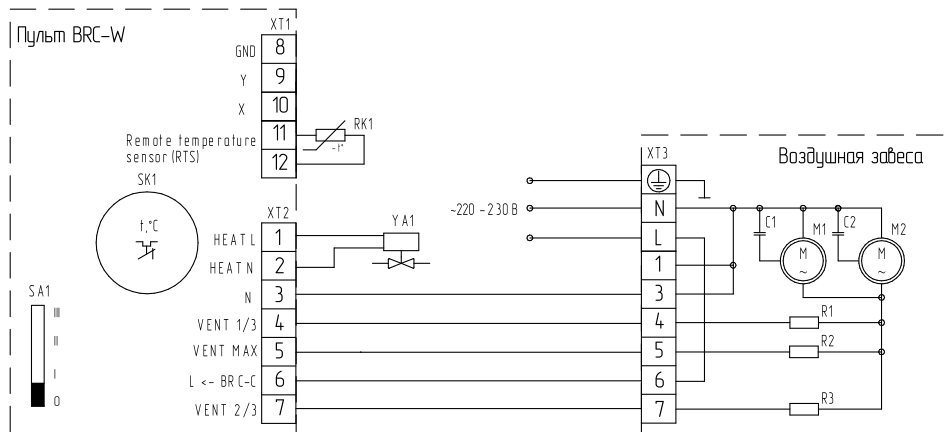 Пульт BRC-W
XT1
GND 8
Y 9
X 10
Remote temperature
sensor (RTS)
11
12
RK1
-t°
SK1
t,°C
SA1
III
II
I
0
XT2
HEAT L 1
HEAT N 2
N 3
VENT 1/3 4
VENT MAX 5
L <- BRC-C 6
VENT 2/3 7
YA1
~220 - 230 В
Воздушная завеса
XT3
N
L
1
3
4
5
6
7
C1
M1
M
~
C2
M2
M
~
R1
R2
R3